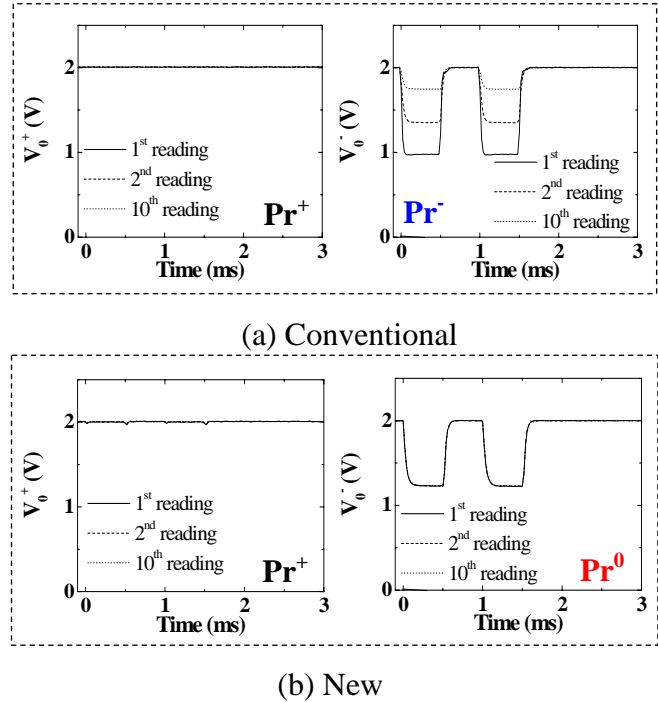 2
1
0
V₀⁺ (V)
1ˢᵗ reading
2ⁿᵈ reading
10ᵗʰ reading
Pr⁺
0 1 2 3
Time (ms)
2
1
0
V₀⁻ (V)
1ˢᵗ reading
2ⁿᵈ reading
10ᵗʰ reading
Pr⁻
0 1 2 3
Time (ms)
(a) Conventional
2
1
0
V₀⁺ (V)
1ˢᵗ reading
2ⁿᵈ reading
10ᵗʰ reading
Pr⁺
0 1 2 3
Time (ms)
2
1
0
V₀⁻ (V)
1ˢᵗ reading
2ⁿᵈ reading
10ᵗʰ reading
Pr⁰
0 1 2 3
Time (ms)
(b) New